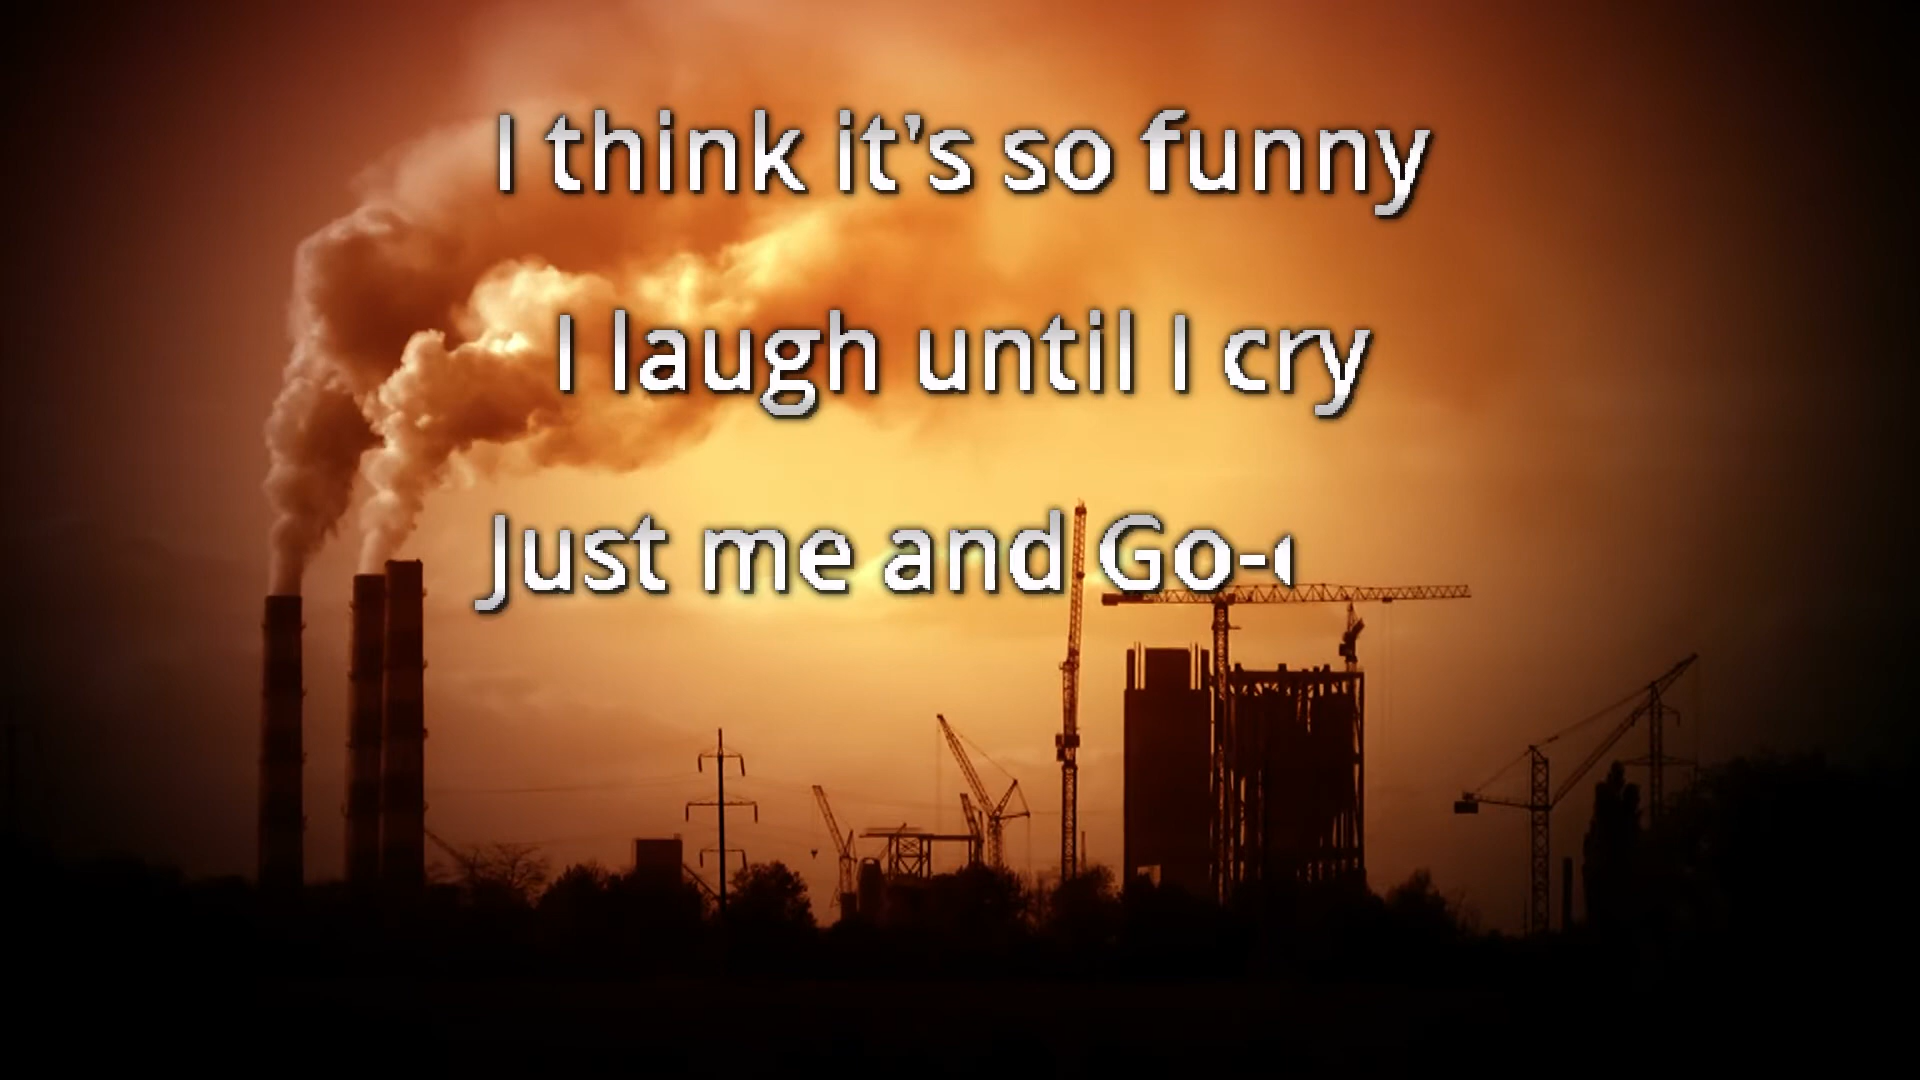 I think it's so funny
I laugh until I cry
Just me and Go-